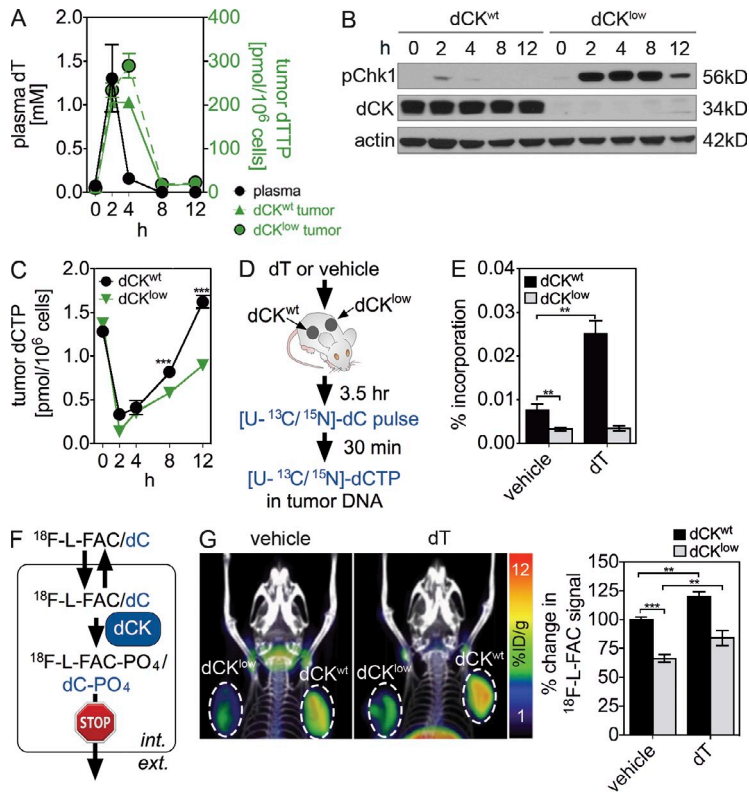 A
plasma dT
[mM]
2.0
1.5
1.0
0.5
0.0
400
300
200
100
0
tumor dTTP
[pmol/10⁶ cells]
0 2 4 8 12
h
plasma
dCKʷᵗ tumor
dCKˡᵒʷ tumor
B
dCKʷᵗ dCKˡᵒʷ
h 0 2 4 8 12 0 2 4 8 12
pChk1 56kD
dCK 34kD
actin 42kD
C
tumor dCTP
[pmol/10⁶ cells]
2.0
1.5
1.0
0.5
0.0
dCKʷᵗ
dCKˡᵒʷ
***
***
0 2 4 8 12
h
D
dT or vehicle
dCKʷᵗ
dCKˡᵒʷ
3.5 hr
[U-¹³C/¹⁵N]-dC pulse
30 min
[U-¹³C/¹⁵N]-dCTP
in tumor DNA
E
% incorporation
0.04
0.03
0.02
0.010
0.000
dCKʷᵗ
dCKˡᵒʷ
**
**
vehicle
dT
F
¹⁸F-L-FAC/dC
¹⁸F-L-FAC/dC
dCK
¹⁸F-L-FAC-PO₄/
dC-PO₄
STOP
int.
ext.
G
vehicle dT
dCKˡᵒʷ
dCKʷᵗ
dCKˡᵒʷ
dCKʷᵗ
12
%ID/g
1
dCKʷᵗ
dCKˡᵒʷ
% change in
¹⁸F-L-FAC signal
150
125
100
75
50
25
0
**
**
***
vehicle
dT